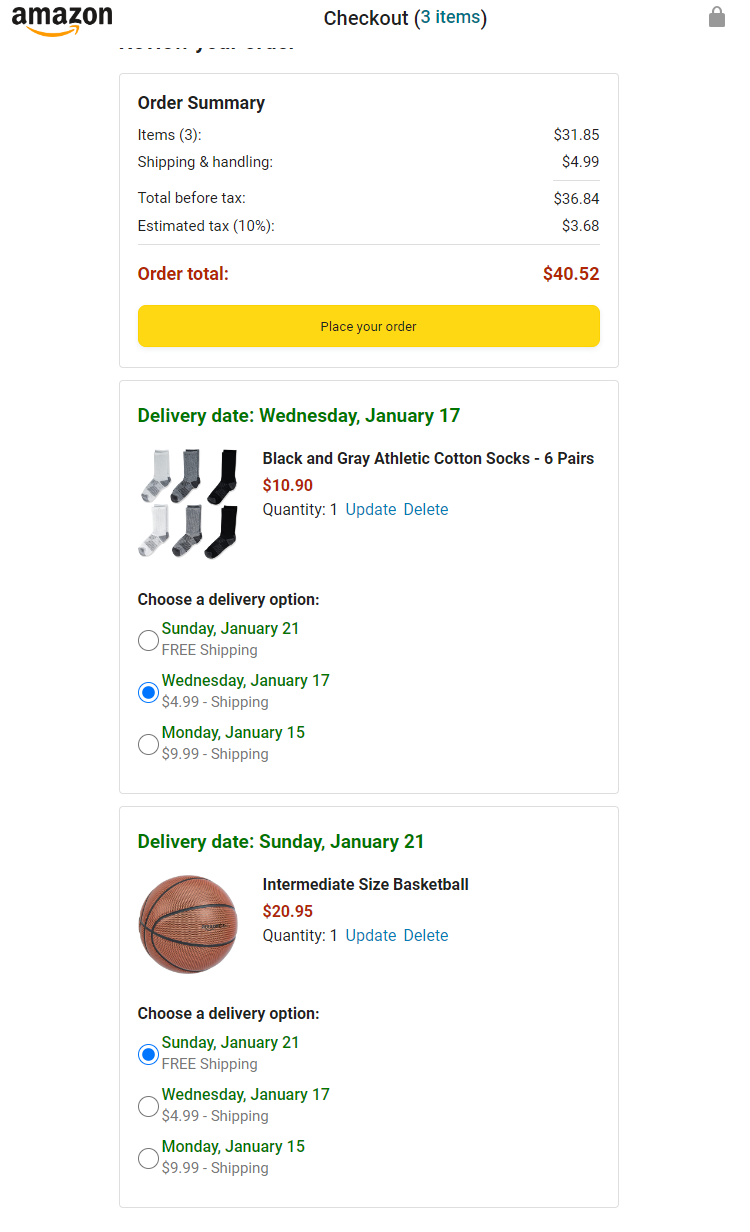 amazon
Checkout (3 items)
Review your order
Order Summary
Items (3): $31.85
Shipping & handling: $4.99
Total before tax: $36.84
Estimated tax (10%): $3.68
Order total: $40.52
Place your order
Delivery date: Wednesday, January 17
Black and Gray Athletic Cotton Socks - 6 Pairs
$10.90
Quantity: 1 Update Delete
Choose a delivery option:
Sunday, January 21
FREE Shipping
Wednesday, January 17
$4.99 - Shipping
Monday, January 15
$9.99 - Shipping
Delivery date: Sunday, January 21
Intermediate Size Basketball
$20.95
Quantity: 1 Update Delete
Choose a delivery option:
Sunday, January 21
FREE Shipping
Wednesday, January 17
$4.99 - Shipping
Monday, January 15
$9.99 - Shipping